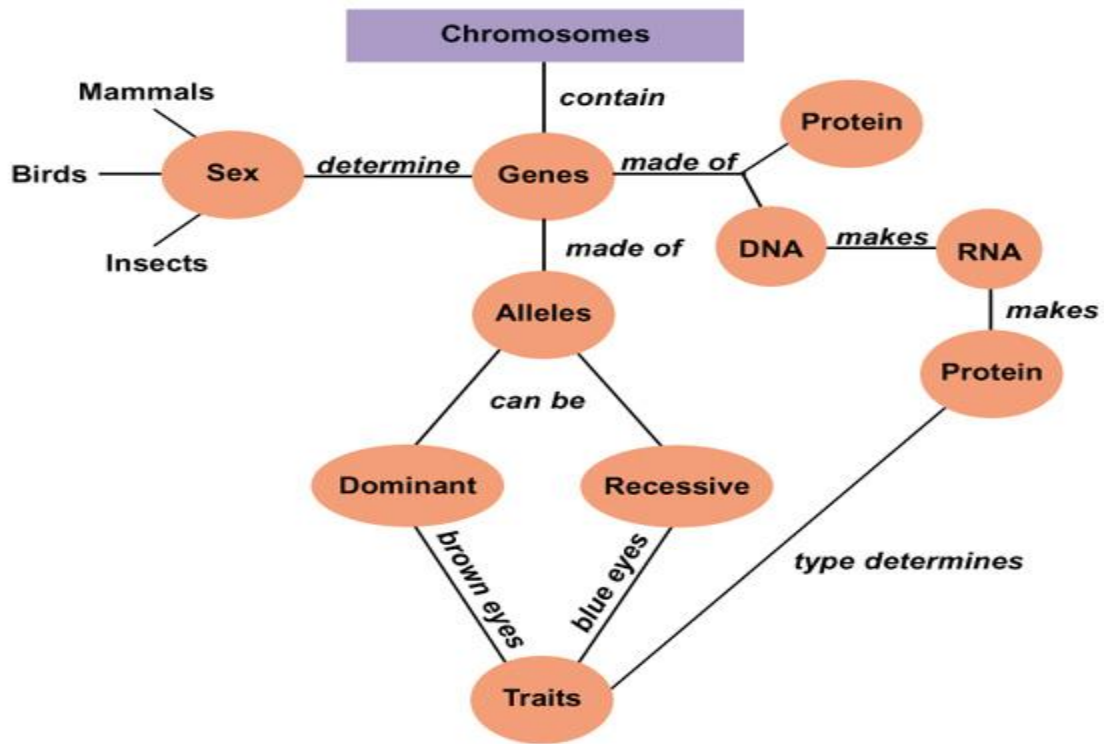 Chromosomes
contain
Mammals
Protein
Birds
Sex
determine
Genes
made of
Insects
made of
DNA
makes
RNA
Alleles
makes
Protein
can be
Dominant
Recessive
brown eyes
blue eyes
type determines
Traits